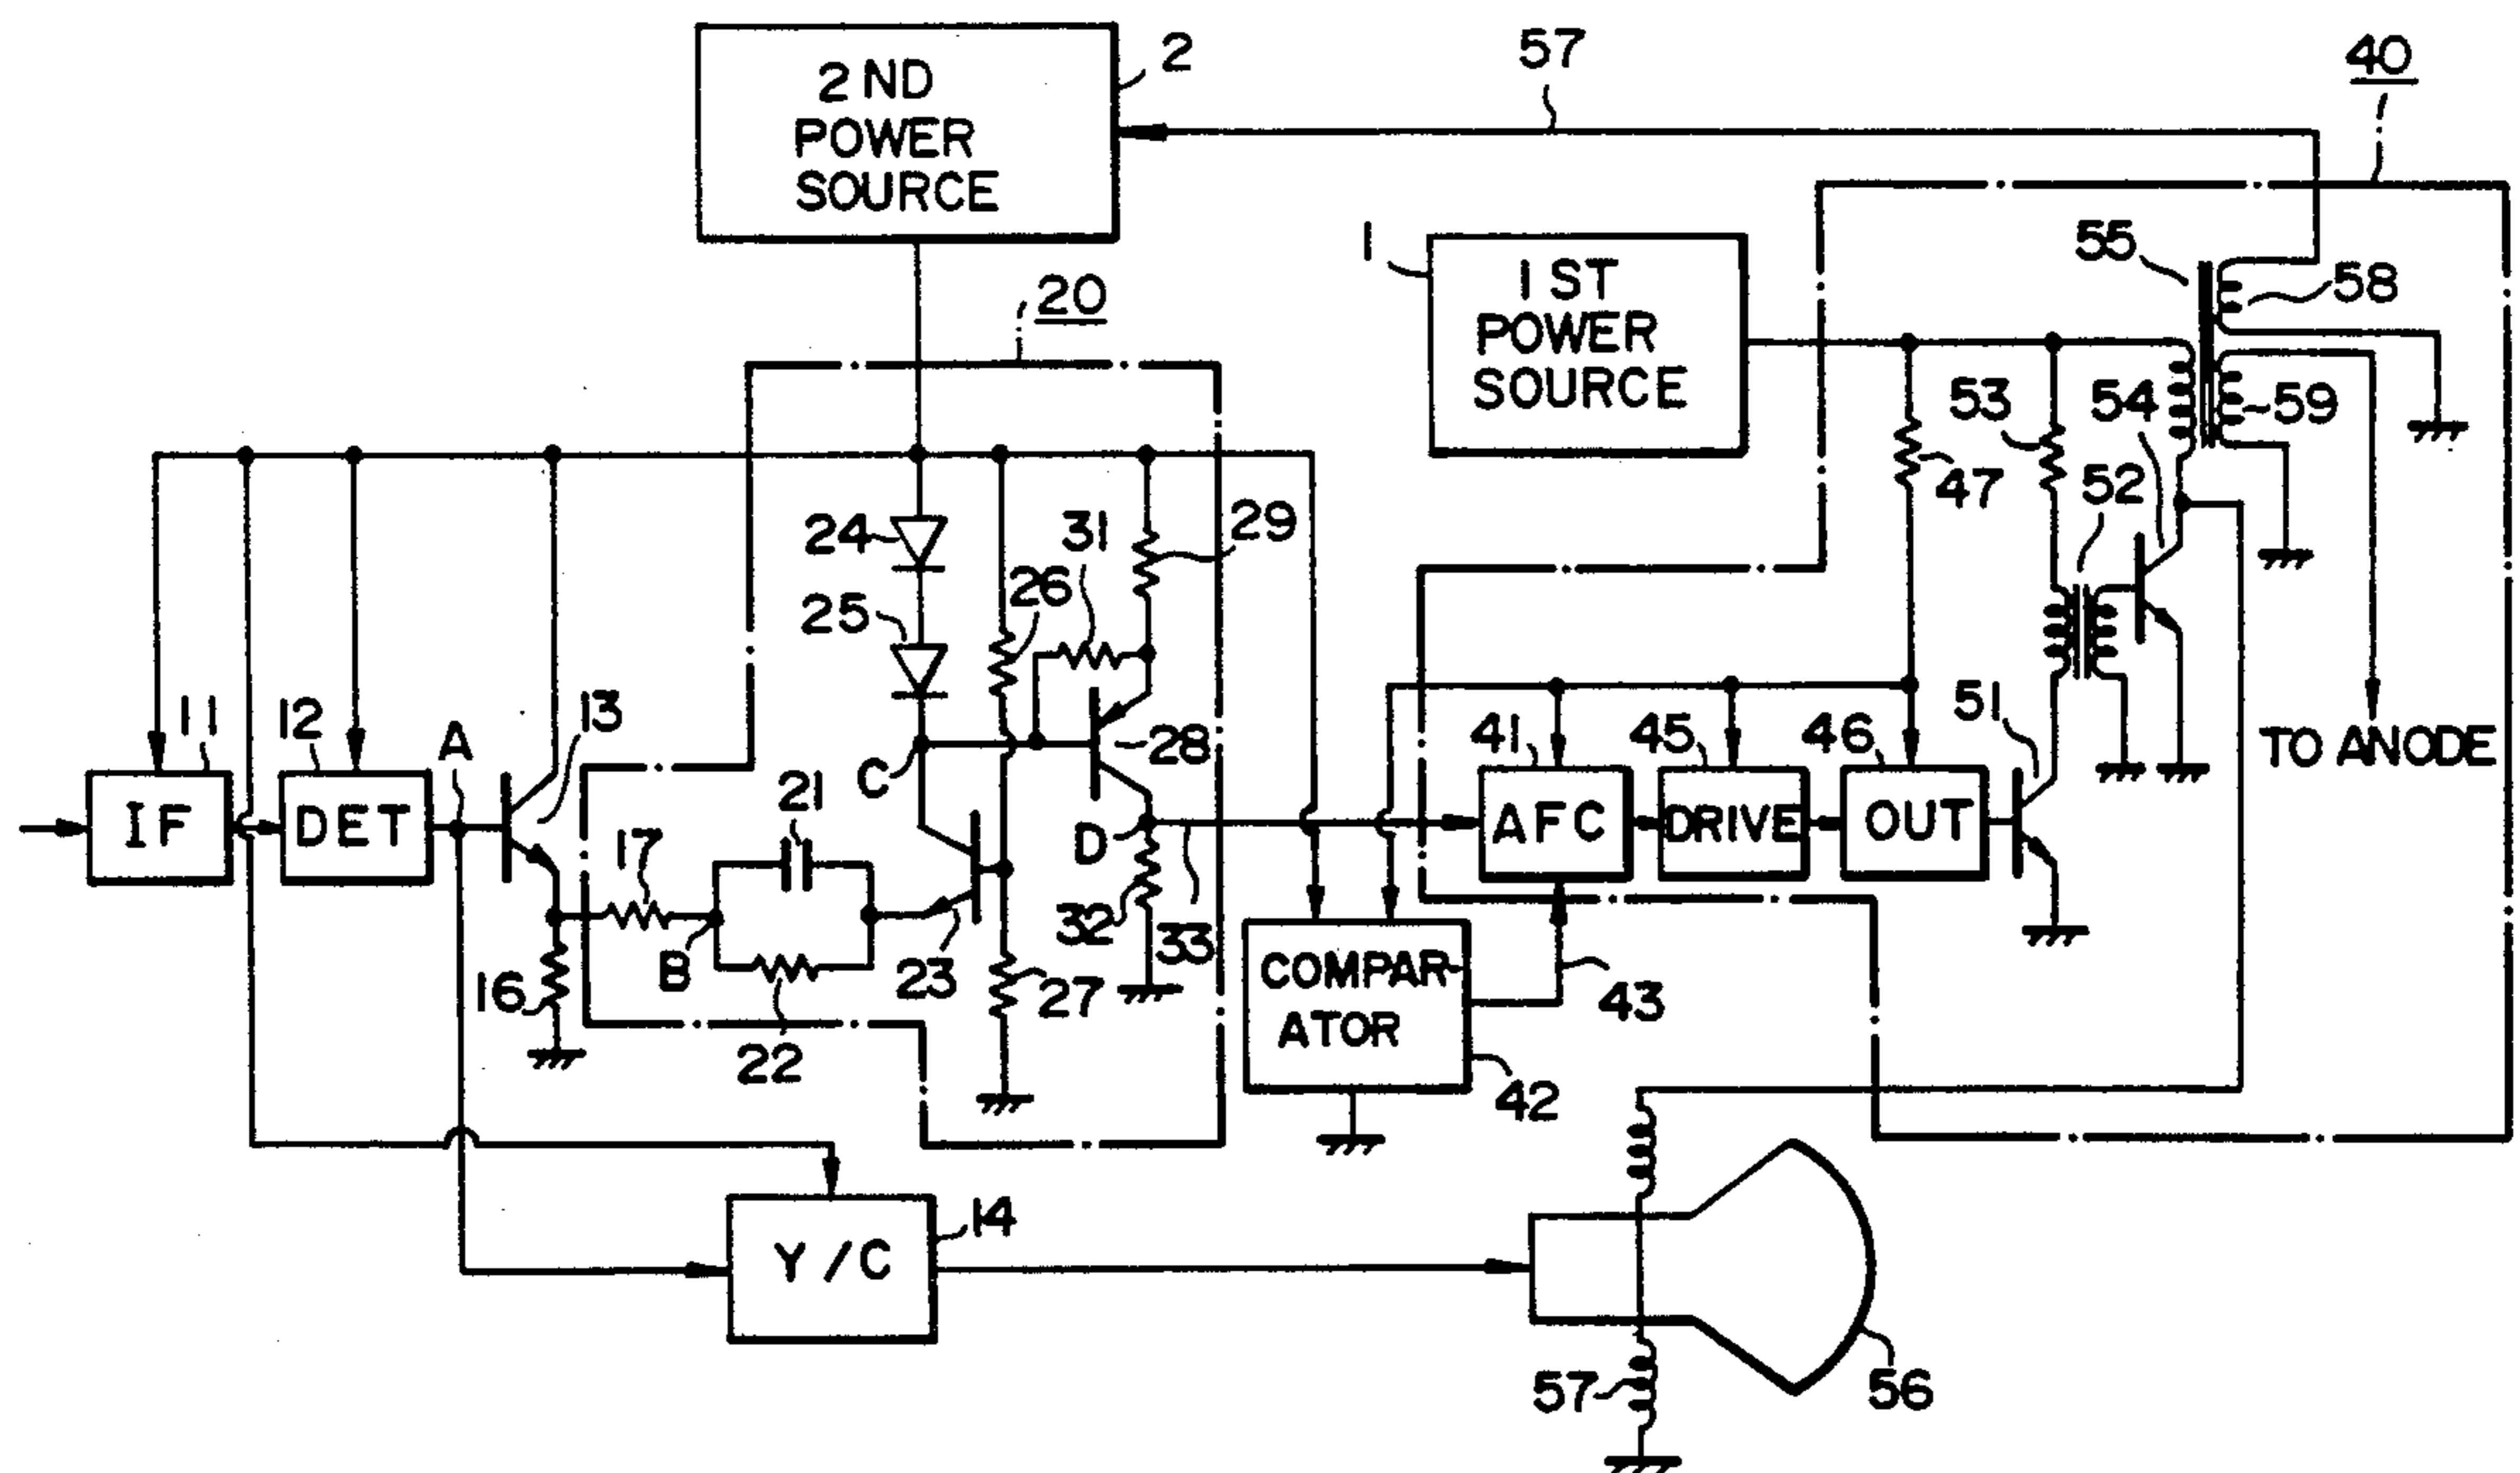 2 ND
POWER
SOURCE
2
57
40
1
1 ST
POWER
SOURCE
55
58
20
53
54
59
47
52
24
31
29
26
25
11
12
A
13
C
28
41
45
46
51
TO ANODE
IF
DET
17
21
D
AFC
DRIVE
OUT
B
16
22
23
27
32
33
COMPAR-
ATOR
43
42
14
Y/C
57
56